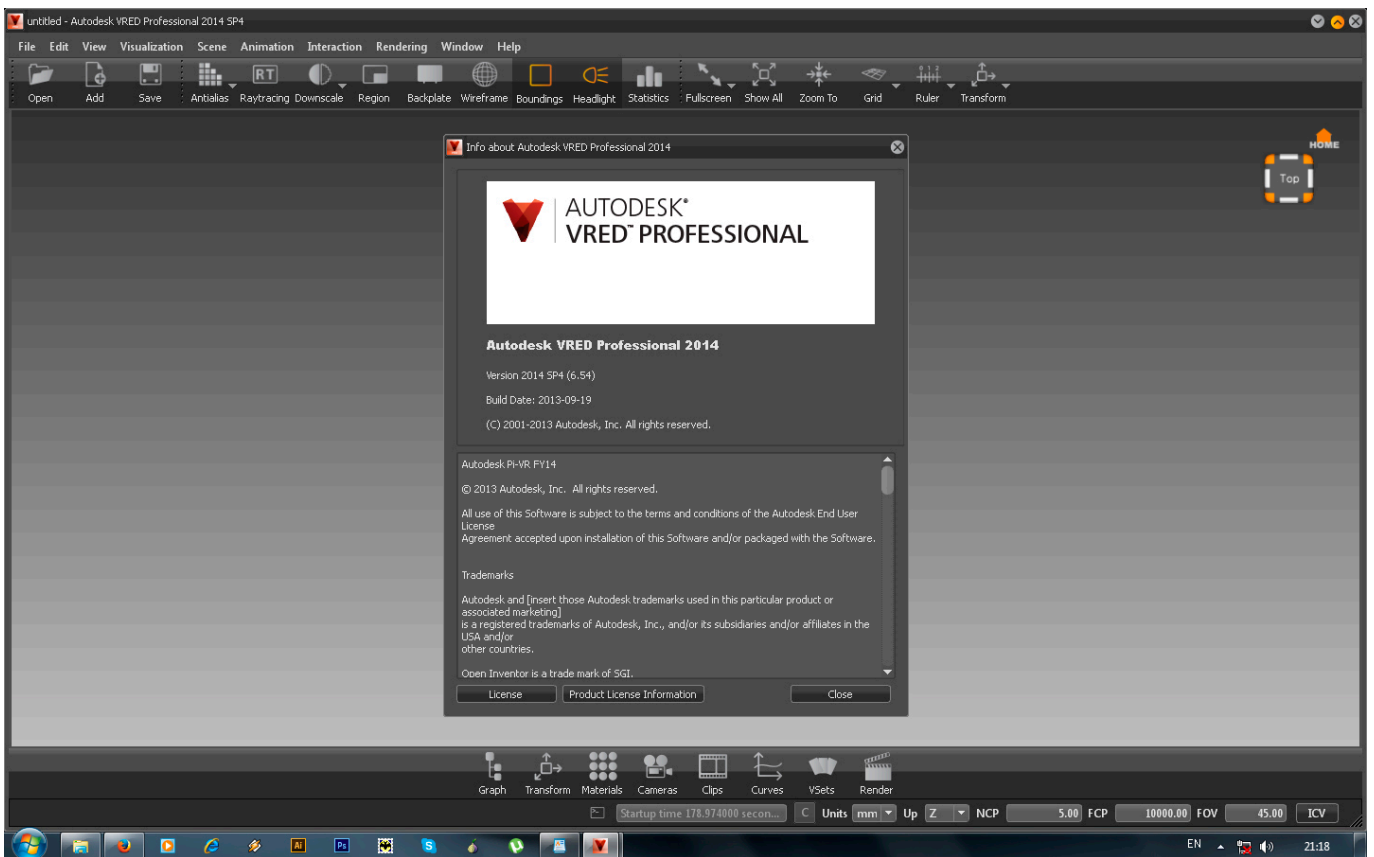 untitled - Autodesk VRED Professional 2014 SP4
File Edit View Visualization Scene Animation Interaction Rendering Window Help
RT
Open Add Save Antialias Raytracing Downscale Region Backplate Wireframe Boundings Headlight Statistics Fullscreen Show All Zoom To Grid Ruler Transform
HOME
Top
Info about Autodesk VRED Professional 2014
AUTODESK®
VRED™ PROFESSIONAL
Autodesk VRED Professional 2014
Version 2014 SP4 (6.54)
Build Date: 2013-09-19
(C) 2001-2013 Autodesk, Inc. All rights reserved.
Autodesk Pi-VR FY14
© 2013 Autodesk, Inc. All rights reserved.
All use of this Software is subject to the terms and conditions of the Autodesk End User
License
Agreement accepted upon installation of this Software and/or packaged with the Software.
Trademarks
Autodesk and [insert those Autodesk trademarks used in this particular product or
associated marketing]
is a registered trademarks of Autodesk, Inc., and/or its subsidiaries and/or affiliates in the
USA and/or
other countries.
Open Inventor is a trade mark of SGI.
License Product License Information Close
Graph Transform Materials Cameras Clips Curves VSets Render
Startup time 178.974000 secon... C Units mm Up Z NCP 5.00 FCP 10000.00 FOV 45.00 ICV
Ai Ps S
EN 21:18